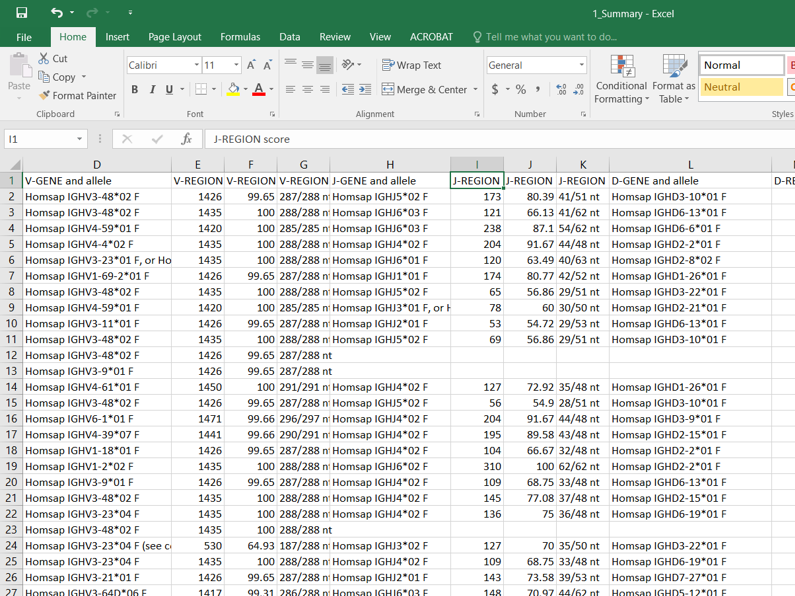 1_Summary - Excel
File Home Insert Page Layout Formulas Data Review View ACROBAT Tell me what you want to do...
Paste Cut Copy Format Painter Clipboard
Calibri 11 B I U A Font
Wrap Text Merge & Center Alignment
General $ % , Number
Conditional Formatting Format as Table Normal Neutral Styles
I1 fx J-REGION score
D E F G H I J K L
1 V-GENE and allele V-REGION V-REGION V-REGION J-GENE and allele J-REGION J-REGION J-REGION D-GENE and allele D-RE
2 Homsap IGHV3-48*02 F 1426 99.65 287/288 nt Homsap IGHJ5*02 F 173 80.39 41/51 nt Homsap IGHD3-10*01 F
3 Homsap IGHV3-48*02 F 1435 100 288/288 nt Homsap IGHJ6*03 F 121 66.13 41/62 nt Homsap IGHD6-13*01 F
4 Homsap IGHV4-59*01 F 1420 100 285/285 nt Homsap IGHJ6*03 F 238 87.1 54/62 nt Homsap IGHD6-6*01 F
5 Homsap IGHV4-4*02 F 1435 100 288/288 nt Homsap IGHJ4*02 F 204 91.67 44/48 nt Homsap IGHD2-2*01 F
6 Homsap IGHV3-23*01 F, or Ho 1435 100 288/288 nt Homsap IGHJ6*03 F 120 63.49 40/63 nt Homsap IGHD2-8*02 F
7 Homsap IGHV1-69-2*01 F 1426 99.65 287/288 nt Homsap IGHJ1*01 F 174 80.77 42/52 nt Homsap IGHD1-26*01 F
8 Homsap IGHV3-48*02 F 1435 100 288/288 nt Homsap IGHJ5*02 F 65 56.86 29/51 nt Homsap IGHD3-22*01 F
9 Homsap IGHV4-59*01 F 1420 100 285/285 nt Homsap IGHJ3*01 F, or H 78 60 30/50 nt Homsap IGHD2-21*01 F
10 Homsap IGHV3-11*01 F 1426 99.65 287/288 nt Homsap IGHJ2*01 F 53 54.72 29/53 nt Homsap IGHD6-13*01 F
11 Homsap IGHV3-48*02 F 1435 100 288/288 nt Homsap IGHJ5*02 F 69 56.86 29/51 nt Homsap IGHD3-10*01 F
12 Homsap IGHV3-48*02 F 1426 99.65 287/288 nt
13 Homsap IGHV3-9*01 F 1426 99.65 287/288 nt
14 Homsap IGHV4-61*01 F 1450 100 291/291 nt Homsap IGHJ4*02 F 127 72.92 35/48 nt Homsap IGHD1-26*01 F
15 Homsap IGHV3-48*02 F 1426 99.65 287/288 nt Homsap IGHJ5*02 F 56 54.9 28/51 nt Homsap IGHD3-10*01 F
16 Homsap IGHV6-1*01 F 1471 99.66 296/297 nt Homsap IGHJ4*02 F 204 91.67 44/48 nt Homsap IGHD3-9*01 F
17 Homsap IGHV4-39*07 F 1441 99.66 290/291 nt Homsap IGHJ4*02 F 195 89.58 43/48 nt Homsap IGHD2-15*01 F
18 Homsap IGHV1-18*01 F 1426 99.65 287/288 nt Homsap IGHJ4*02 F 104 66.67 32/48 nt Homsap IGHD2-2*01 F
19 Homsap IGHV1-2*02 F 1435 100 288/288 nt Homsap IGHJ6*02 F 310 100 62/62 nt Homsap IGHD2-2*01 F
20 Homsap IGHV3-9*01 F 1426 99.65 287/288 nt Homsap IGHJ4*02 F 109 68.75 33/48 nt Homsap IGHD6-13*01 F
21 Homsap IGHV3-48*02 F 1435 100 288/288 nt Homsap IGHJ4*02 F 145 77.08 37/48 nt Homsap IGHD2-15*01 F
22 Homsap IGHV3-23*04 F 1435 100 288/288 nt Homsap IGHJ4*02 F 136 75 36/48 nt Homsap IGHD6-19*01 F
23 Homsap IGHV3-48*02 F 1435 100 288/288 nt
24 Homsap IGHV3-23*04 F (see c 530 64.93 187/288 nt Homsap IGHJ3*02 F 127 70 35/50 nt Homsap IGHD3-22*01 F
25 Homsap IGHV3-23*04 F 1435 100 288/288 nt Homsap IGHJ4*02 F 109 68.75 33/48 nt Homsap IGHD6-19*01 F
26 Homsap IGHV3-21*01 F 1426 99.65 287/288 nt Homsap IGHJ2*01 F 143 73.58 39/53 nt Homsap IGHD7-27*01 F
27 Homsap IGHV3-64D*06 F 1417 99.31 286/288 nt Homsap IGHJ6*03 F 148 70.97 44/62 nt Homsap IGHD5-12*01 F